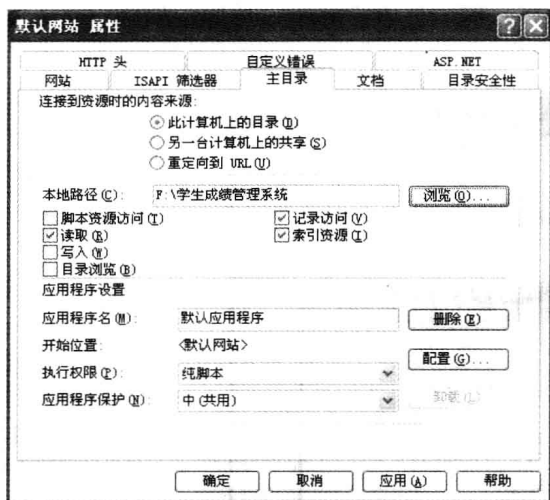 默认网站 属性
HTTP 头 自定义错误 ASP.NET
网站 ISAPI 筛选器 主目录 文档 目录安全性
连接到资源时的内容来源:
此计算机上的目录(D)
另一台计算机上的共享(S)
重定向到 URL(U)
本地路径(C): F:\学生成绩管理系统 浏览(O)...
脚本资源访问(T) 记录访问(V)
读取(R) 索引资源(I)
写入(W)
目录浏览(B)
应用程序设置
应用程序名(M): 默认应用程序 删除(E)
开始位置: <默认网站>
配置(G)...
执行权限(P): 纯脚本
应用程序保护(N): 中(共用) 卸载(L)
确定 取消 应用(A) 帮助